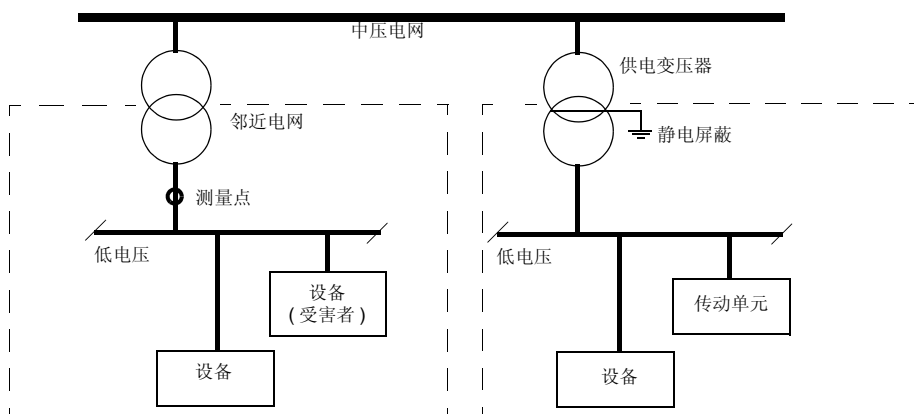 中压电网
供电变压器
邻近电网
静电屏蔽
测量点
低电压
低电压
设备
(受害者)
传动单元
设备
设备